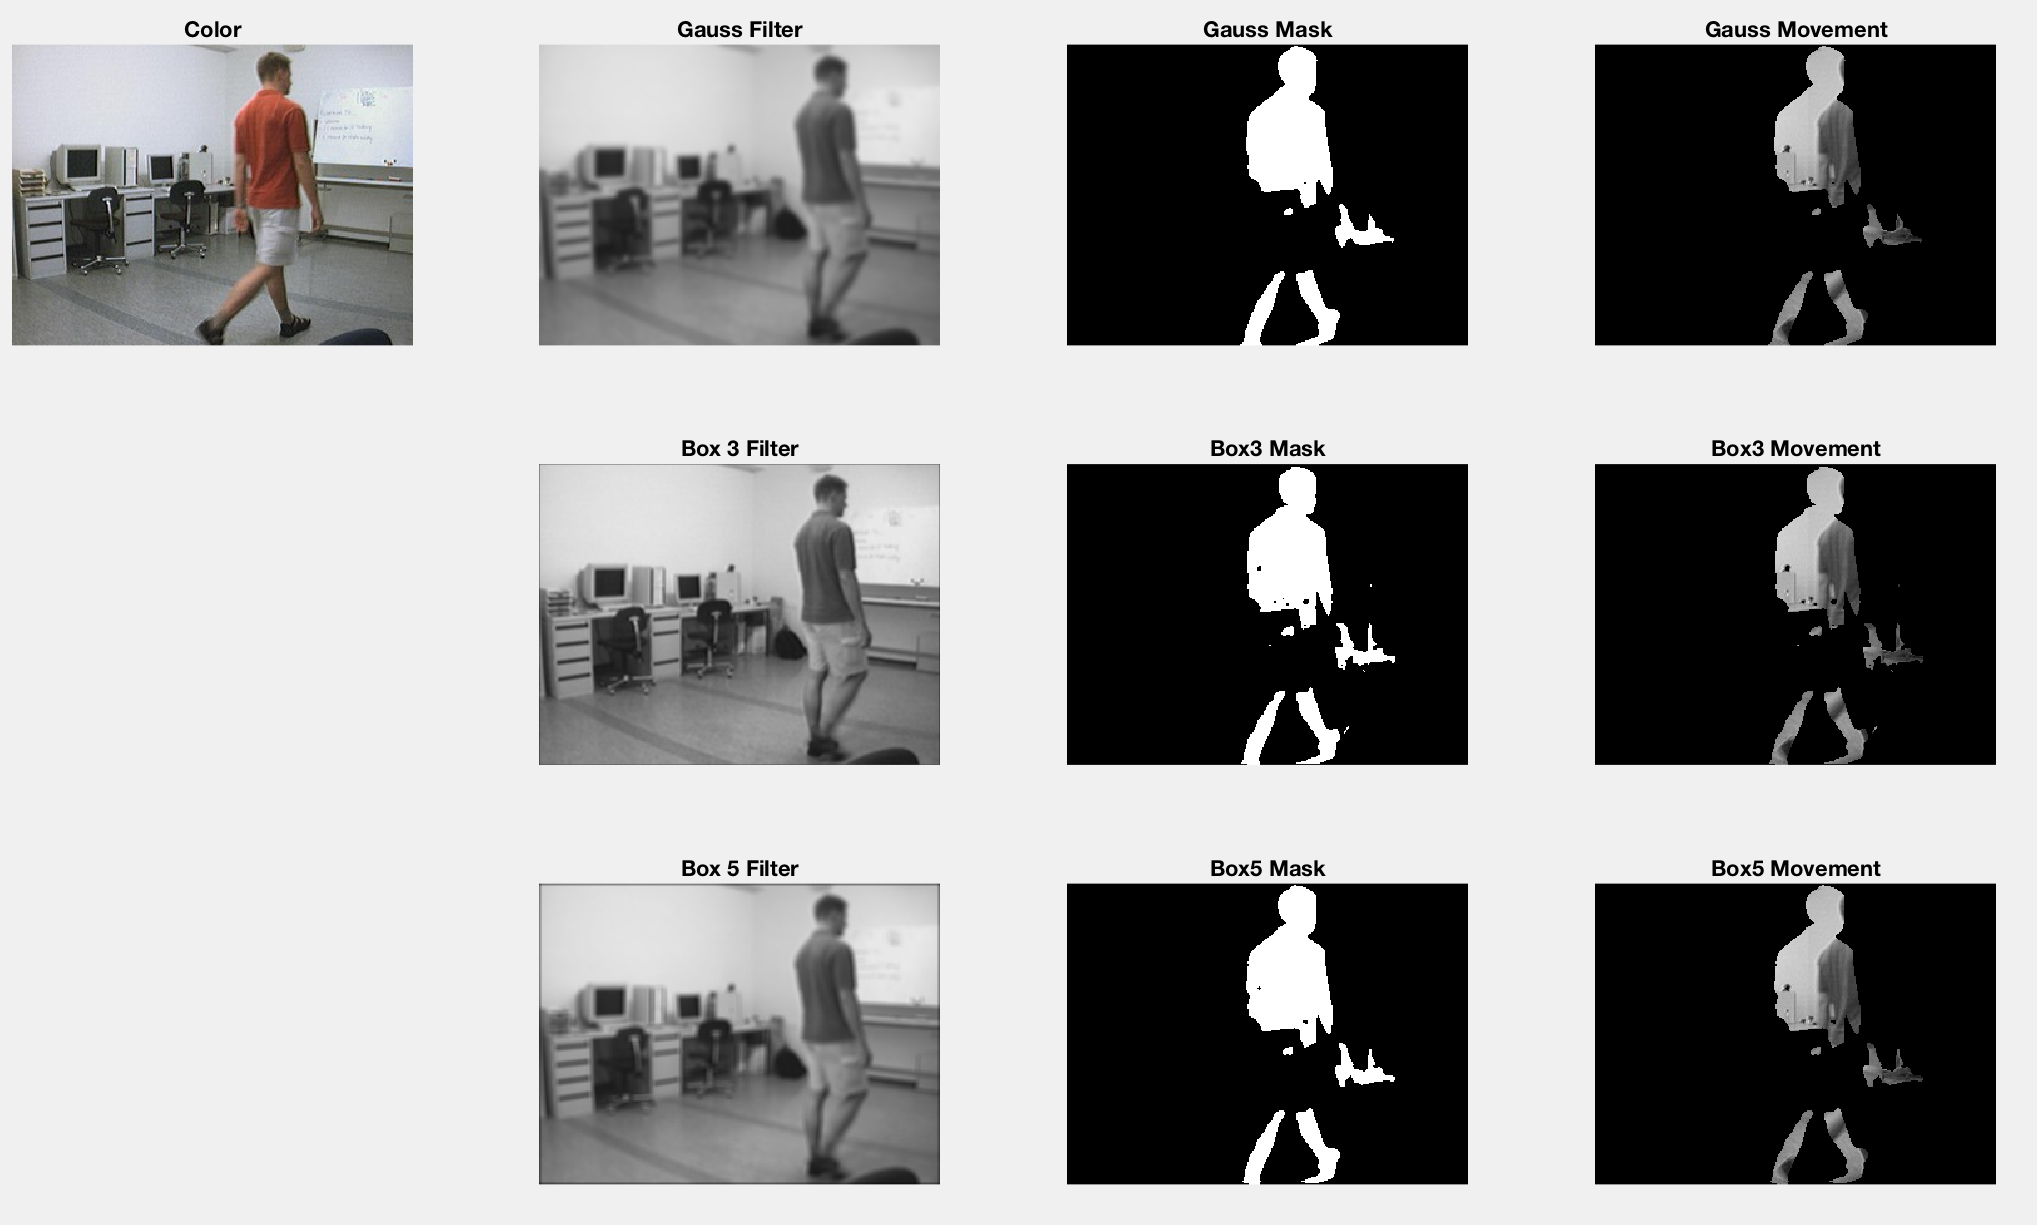 Color
Gauss Filter
Gauss Mask
Gauss Movement
Box 3 Filter
Box3 Mask
Box3 Movement
Box 5 Filter
Box5 Mask
Box5 Movement